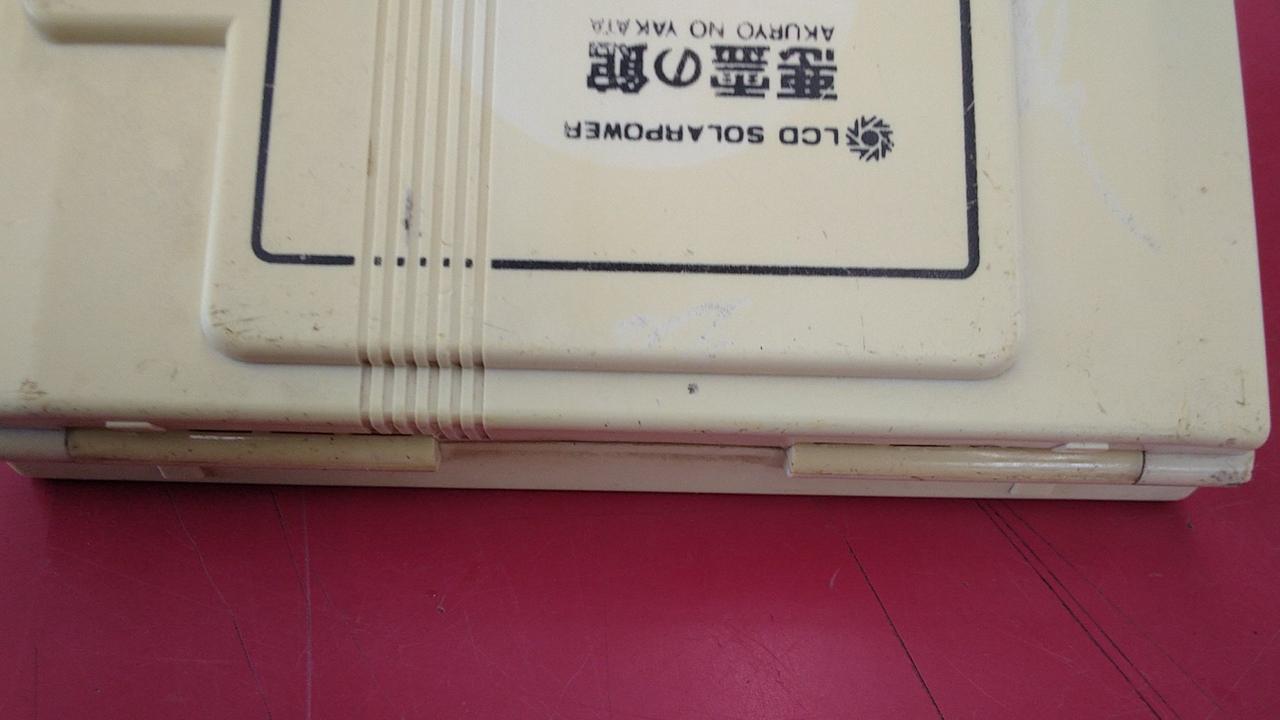 LCD SOLARPOWER
悪霊の館
AKURYO NO YAKATA